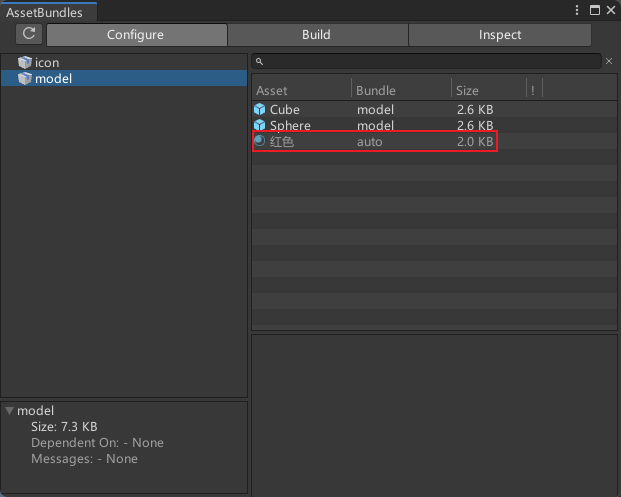 AssetBundles
Configure Build Inspect
icon
model
Asset Bundle Size !
Cube model 2.6 KB
Sphere model 2.6 KB
红色 auto 2.0 KB
model
Size: 7.3 KB
Dependent On: - None
Messages: - None